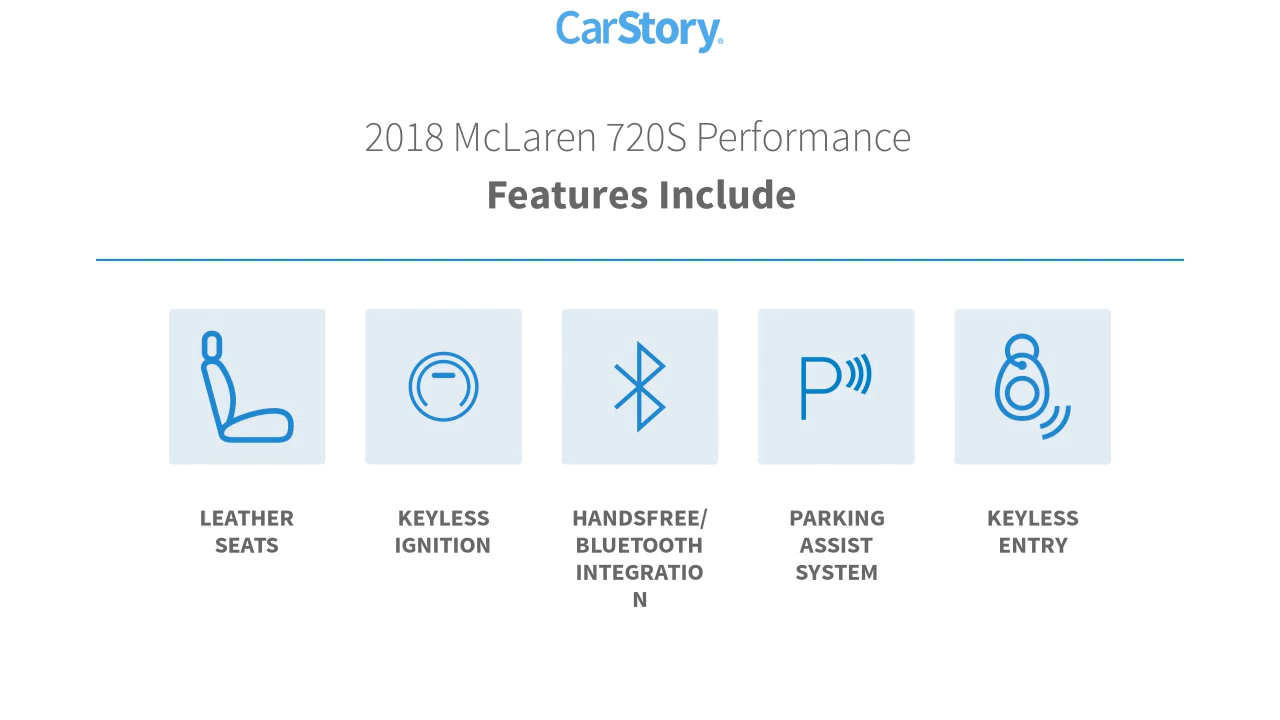 CarStory®
2018 McLaren 720S Performance
Features Include
LEATHER
SEATS
KEYLESS
IGNITION
HANDSFREE/
BLUETOOTH
INTEGRATIO
N
PARKING
ASSIST
SYSTEM
KEYLESS
ENTRY